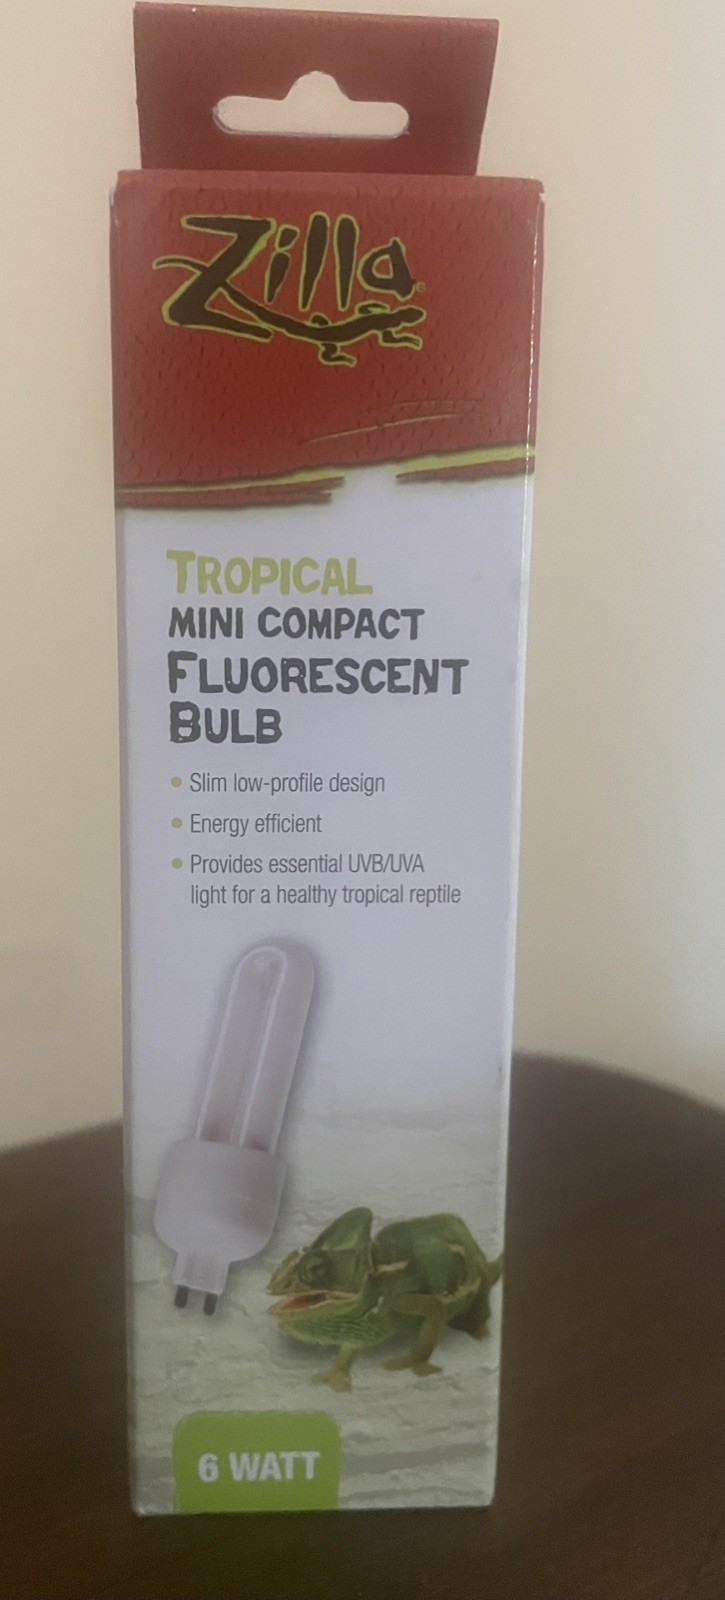 Zilla
TROPICAL
MINI COMPACT
FLUORESCENT
BULB
• Slim low-profile design
• Energy efficient
• Provides essential UVB/UVA
light for a healthy tropical reptile
6 WATT